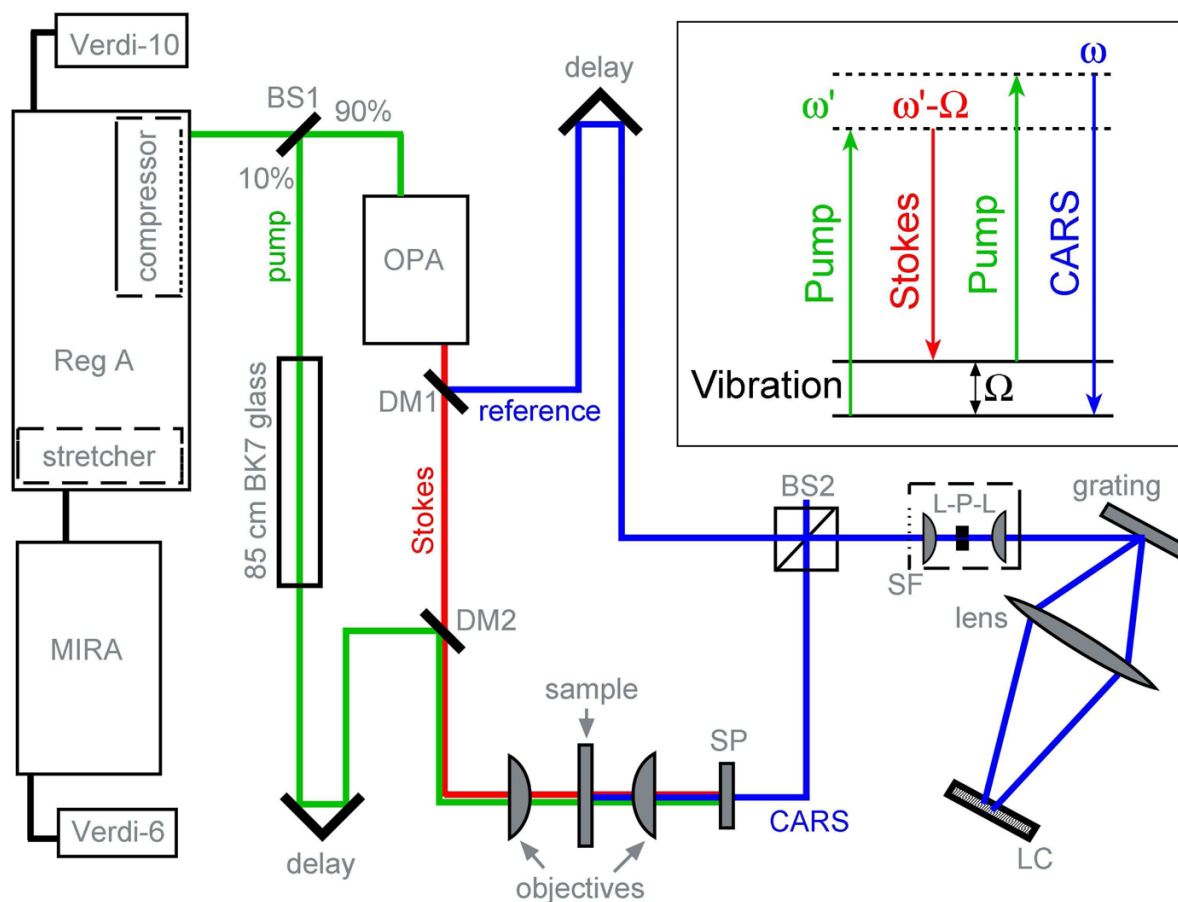 Verdi-10
BS1
90%
10%
compressor
pump
OPA
Reg A
stretcher
MIRA
Verdi-6
85 cm BK7 glass
DM1
reference
Stokes
DM2
delay
delay
sample
objectives
SP
CARS
BS2
L-P-L
SF
grating
lens
LC
ω' ω'-Ω ω
Pump
Stokes
Pump
CARS
Vibration Ω